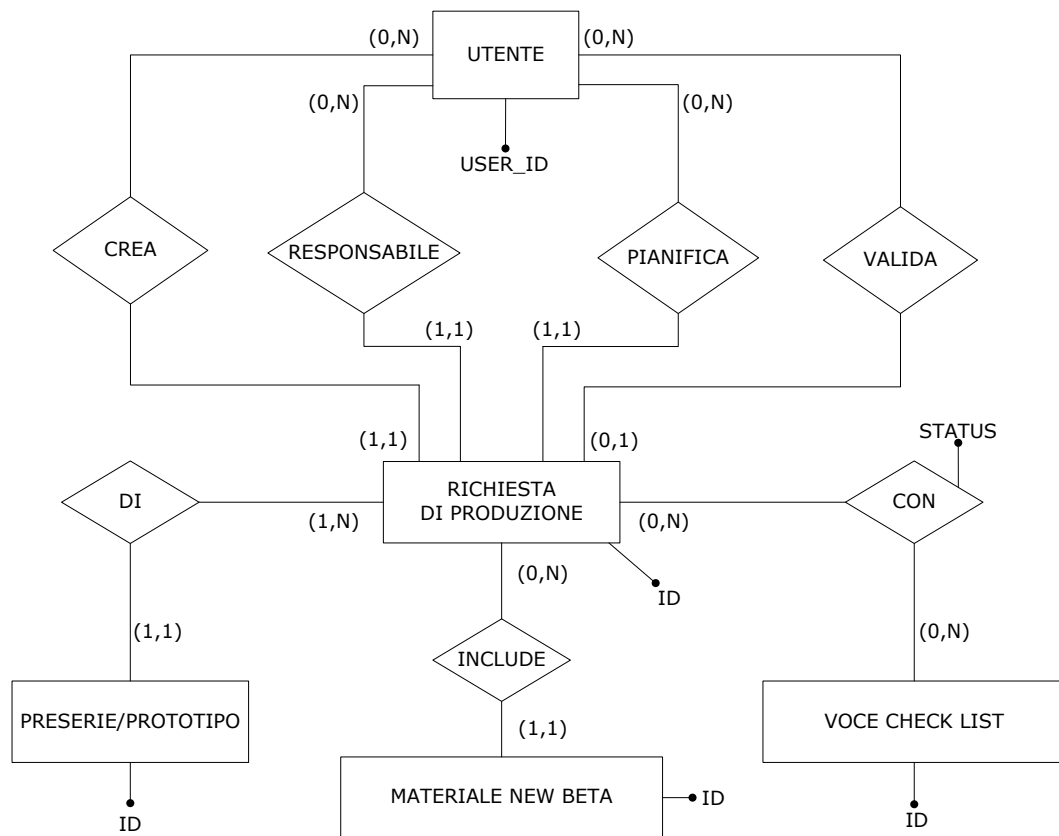 (0,N)
UTENTE
(0,N)
(0,N)
(0,N)
USER_ID
CREA
RESPONSABILE
PIANIFICA
VALIDA
(1,1)
(1,1)
(1,1)
(0,1)
STATUS
DI
(1,N)
RICHIESTA
DI PRODUZIONE
(0,N)
CON
(0,N)
ID
(1,1)
(0,N)
INCLUDE
PRESERIE/PROTOTIPO
VOCE CHECK LIST
(1,1)
MATERIALE NEW BETA
ID
ID
ID